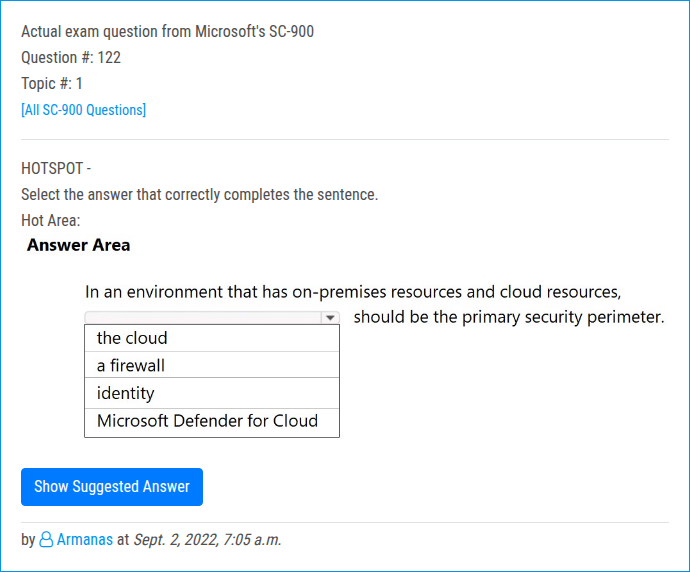 Actual exam question from Microsoft's SC-900
Question #: 122
Topic #: 1
[All SC-900 Questions]
HOTSPOT -
Select the answer that correctly completes the sentence.
Hot Area:
Answer Area
In an environment that has on-premises resources and cloud resources,
should be the primary security perimeter.
the cloud
a firewall
identity
Microsoft Defender for Cloud
Show Suggested Answer
by Armanas at Sept. 2, 2022, 7:05 a.m.